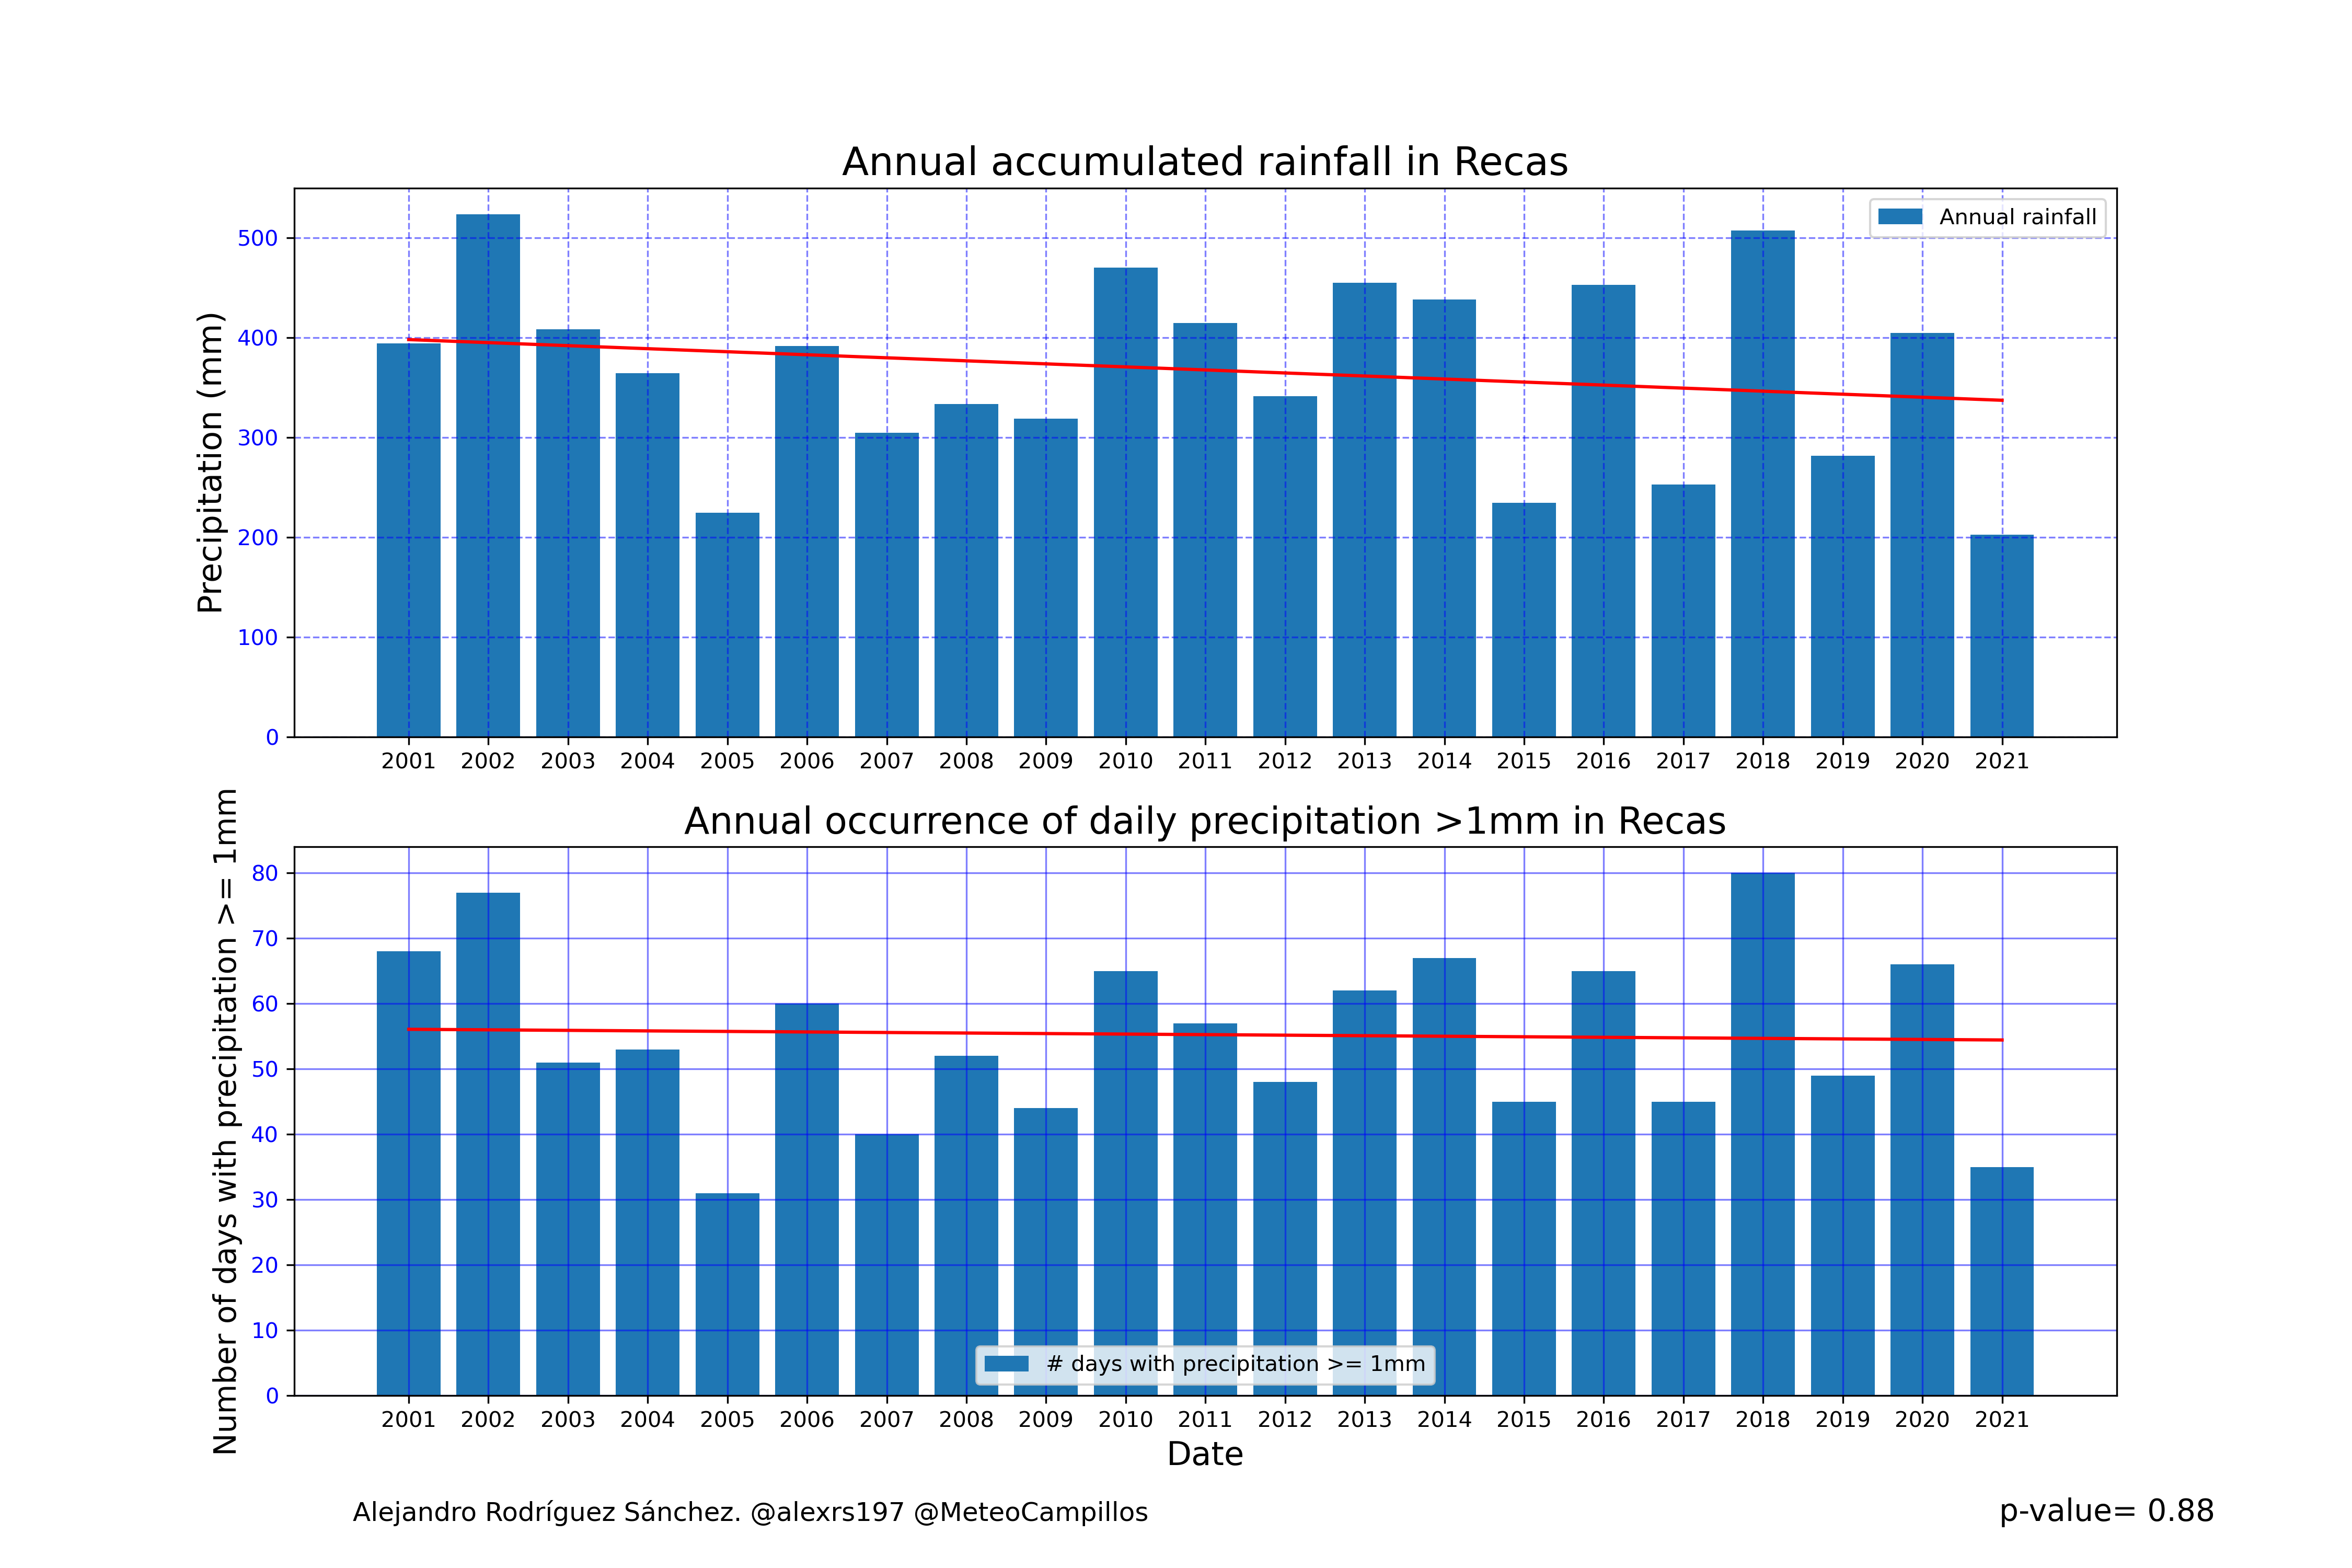 Annual accumulated rainfall in Recas
Precipitation (mm)
500
400
300
200
100
0
Annual rainfall
2001 2002 2003 2004 2005 2006 2007 2008 2009 2010 2011 2012 2013 2014 2015 2016 2017 2018 2019 2020 2021
Annual occurrence of daily precipitation >1mm in Recas
Number of days with precipitation >= 1mm
80
70
60
50
40
30
20
10
0
# days with precipitation >= 1mm
2001 2002 2003 2004 2005 2006 2007 2008 2009 2010 2011 2012 2013 2014 2015 2016 2017 2018 2019 2020 2021
Date
Alejandro Rodríguez Sánchez. @alexrs197 @MeteoCampillos
p-value= 0.88